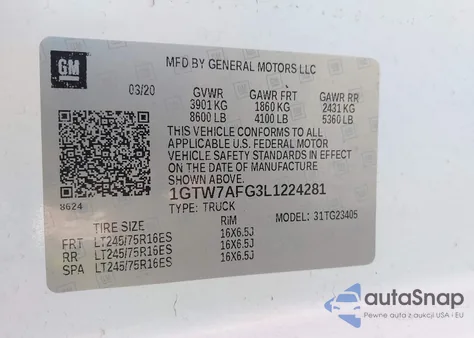 GM
MFD BY GENERAL MOTORS LLC
03/20 GVWR GAWR FRT GAWR RR
3901 KG 1860 KG 2431 KG
8600 LB 4100 LB 5360 LB
THIS VEHICLE CONFORMS TO ALL
APPLICABLE U.S. FEDERAL MOTOR
VEHICLE SAFETY STANDARDS IN EFFECT
ON THE DATE OF MANUFACTURE
SHOWN ABOVE.
1GTW7AFG3L1224281
8624 TYPE: TRUCK MODEL: 31TG23405
TIRE SIZE RIM
FRT LT245/75R16ES 16X6.5J
RR LT245/75R16ES 16X6.5J
SPA LT245/75R16ES 16X6.5J
autoSnap
Pewne auta z aukcji USA i EU